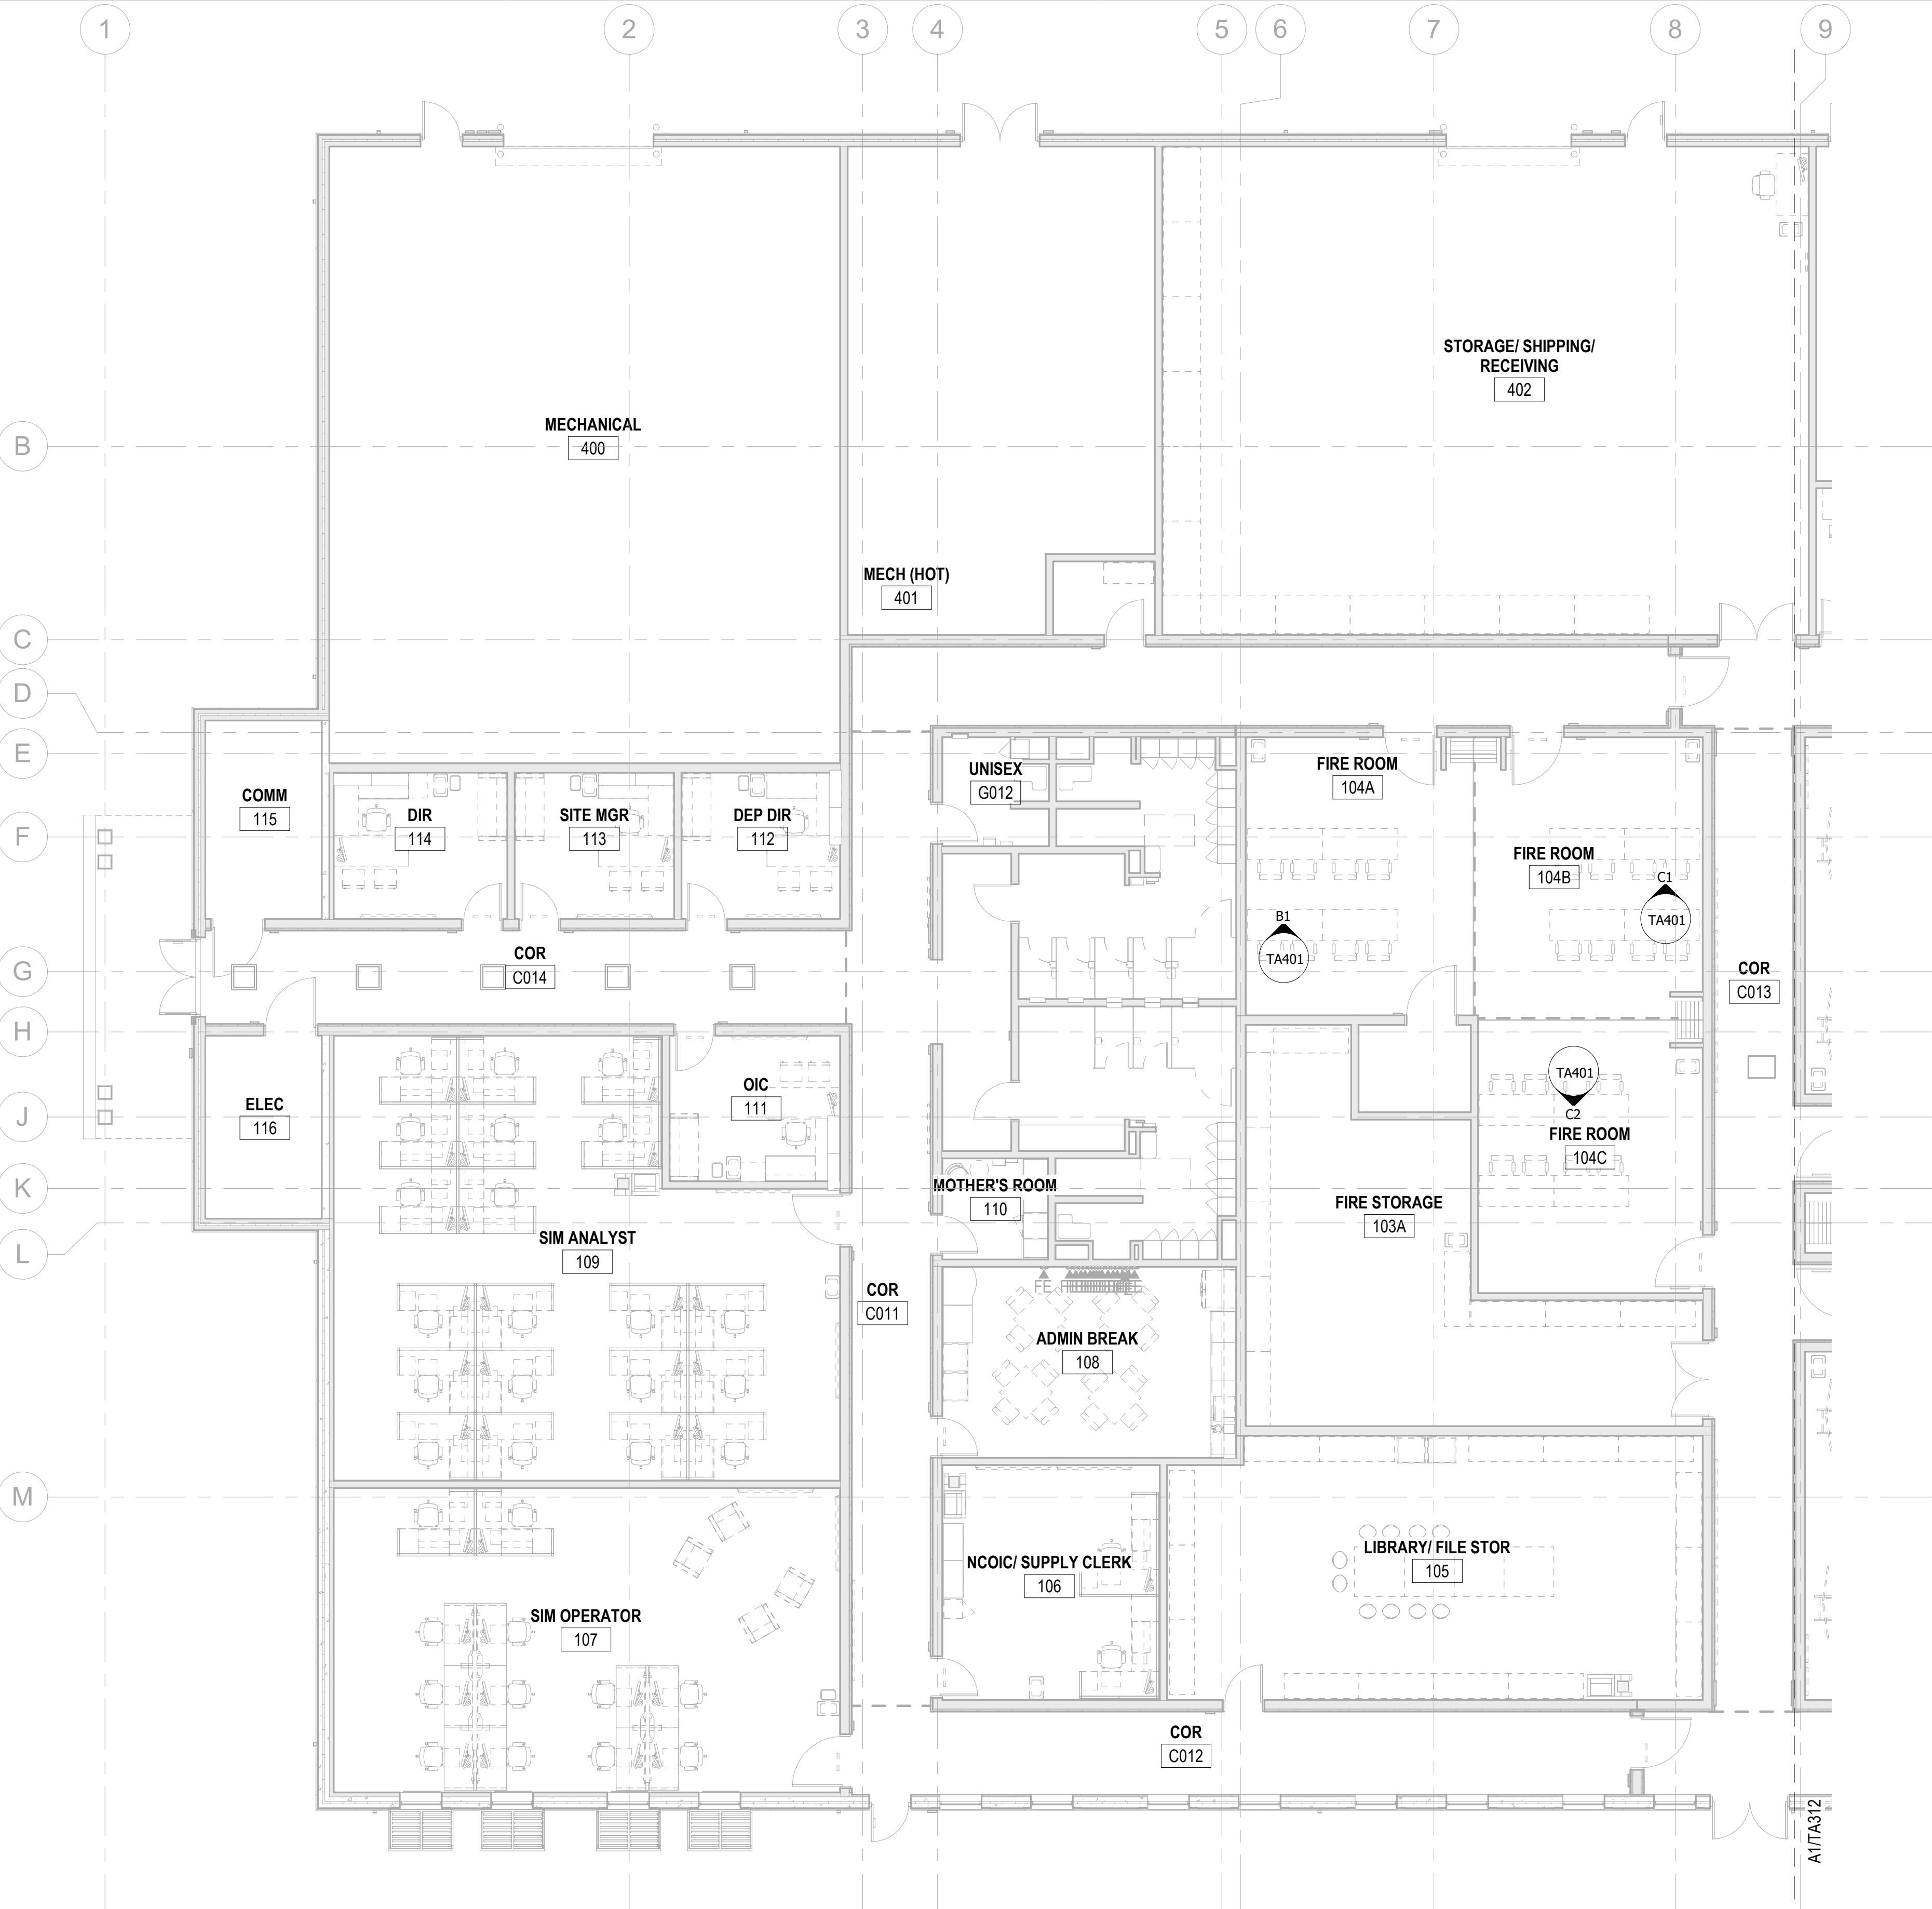 1
2
3
4
5
6
7
8
9
STORAGE/ SHIPPING/
RECEIVING
402
MECHANICAL
400
B
MECH (HOT)
401
C
D
E
UNISEX
G012
FIRE ROOM
104A
COMM
115
DIR
114
SITE MGR
113
DEP DIR
112
F
FIRE ROOM
104B
C1
TA401
B1
TA401
COR
C014
G
COR
C013
H
TA401
C2
OIC
111
ELEC
116
J
FIRE ROOM
104C
K
MOTHER'S ROOM
110
FIRE STORAGE
103A
SIM ANALYST
109
L
COR
C011
FE
ADMIN BREAK
108
M
NCOIC/ SUPPLY CLERK
106
LIBRARY/ FILE STOR
105
SIM OPERATOR
107
COR
C012
A1/TA312